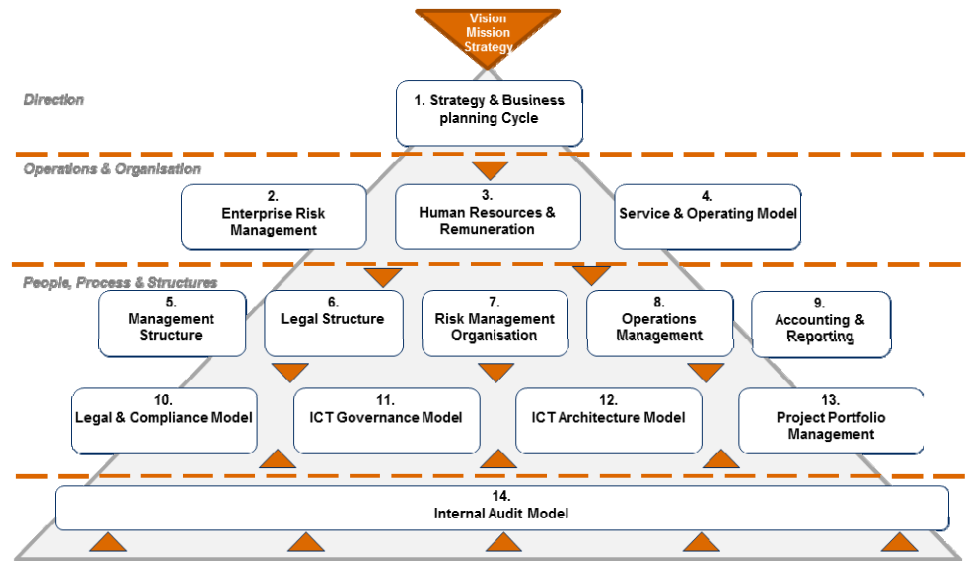 Vision
Mission
Strategy
Direction
1. Strategy & Business
planning Cycle
Operations & Organisation
2.
Enterprise Risk
Management
3.
Human Resources &
Remuneration
4.
Service & Operating Model
People, Process & Structures
5.
Management
Structure
6.
Legal Structure
7.
Risk Management
Organisation
8.
Operations
Management
9.
Accounting &
Reporting
10.
Legal & Compliance Model
11.
ICT Governance Model
12.
ICT Architecture Model
13.
Project Portfolio
Management
14.
Internal Audit Model